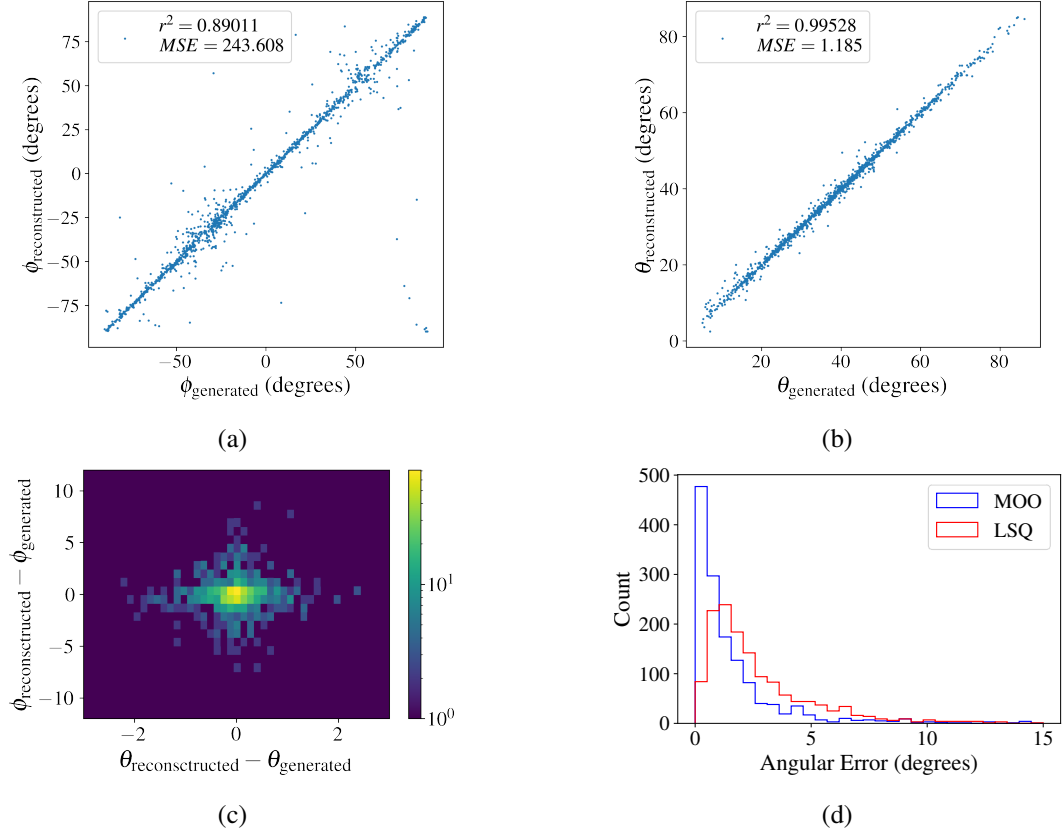 r² = 0.89011
MSE = 243.608
75
50
25
0
−25
−50
−75
ϕreconstructed (degrees)
−50 0 50
ϕgenerated (degrees)
(a)
r² = 0.99528
MSE = 1.185
80
60
40
20
0
θreconstructed (degrees)
20 40 60 80
θgenerated (degrees)
(b)
10
5
0
−5
−10
ϕreconsctructed − ϕgenerated
−2 0 2
θreconsctructed − θgenerated
10¹
10⁰
(c)
500
400
300
200
100
0
Count
MOO
LSQ
0 5 10 15
Angular Error (degrees)
(d)